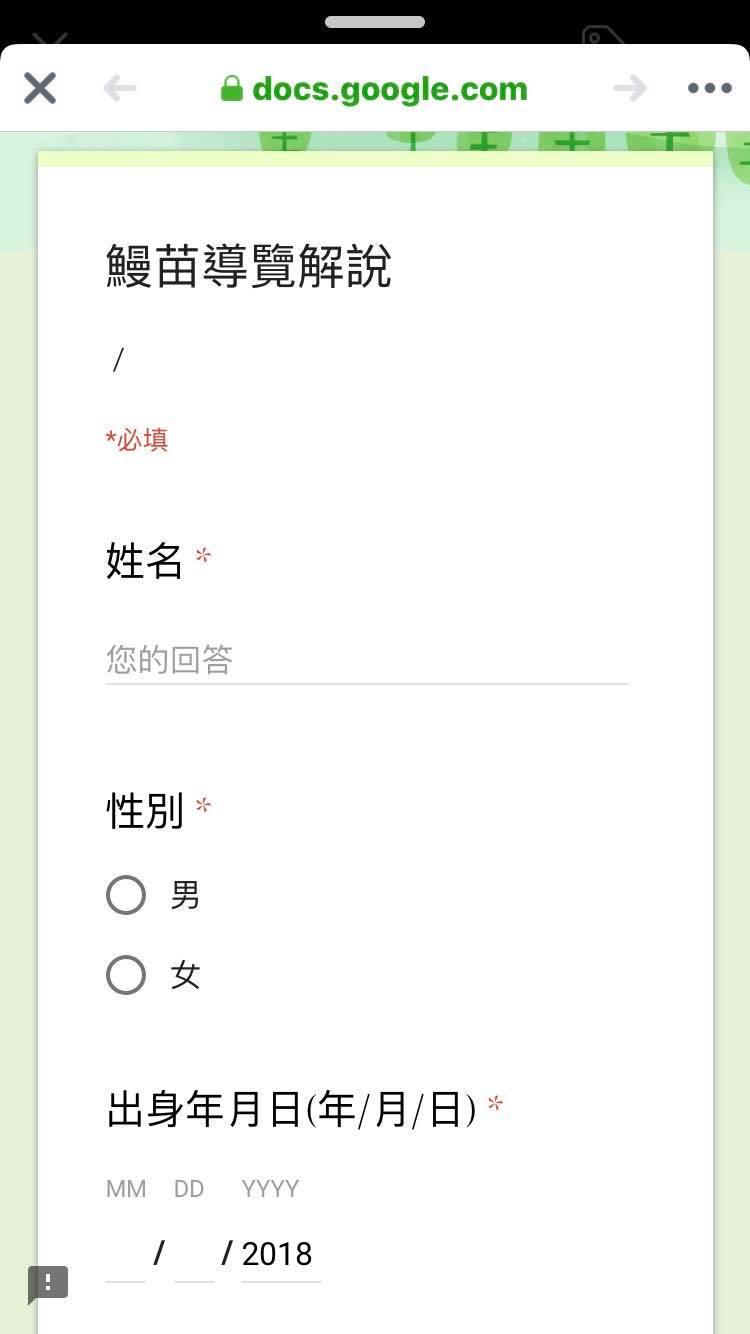 docs.google.com
鰻苗導覽解說
/
*必填
姓名 *
您的回答
性別 *
男
女
出身年月日(年/月/日) *
MM DD YYYY
/ / 2018